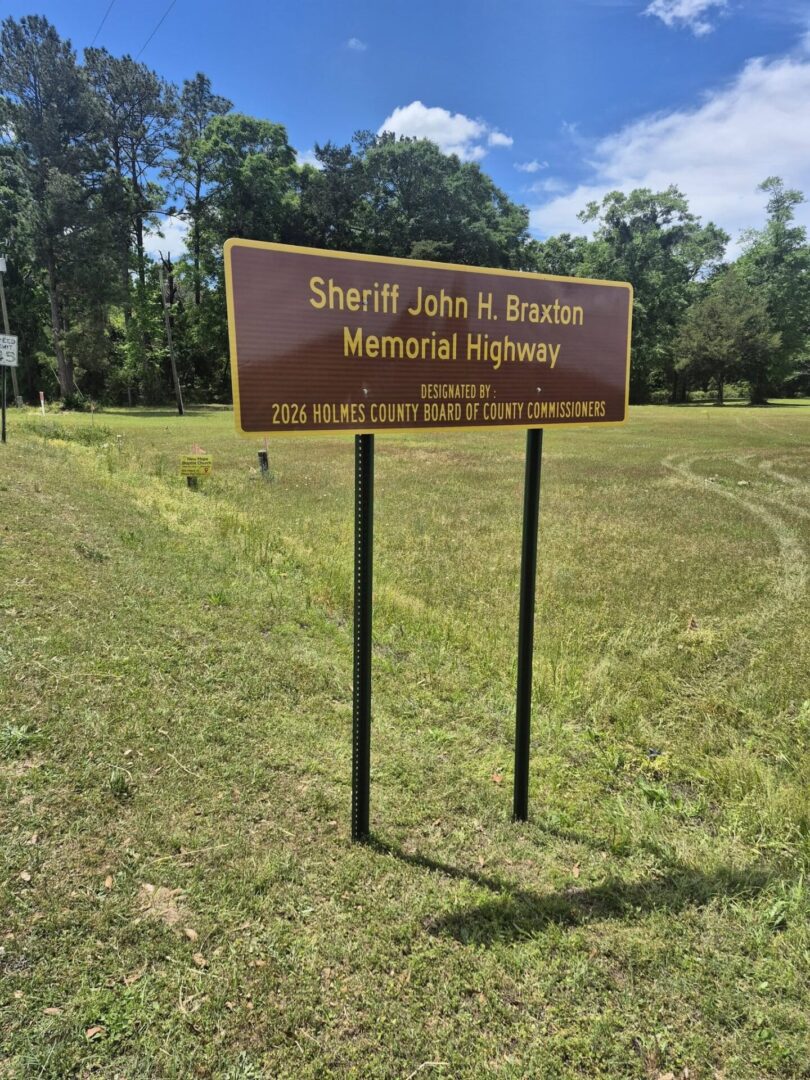 Sheriff John H. Braxton
Memorial Highway
DESIGNATED BY :
2026 HOLMES COUNTY BOARD OF COUNTY COMMISSIONERS